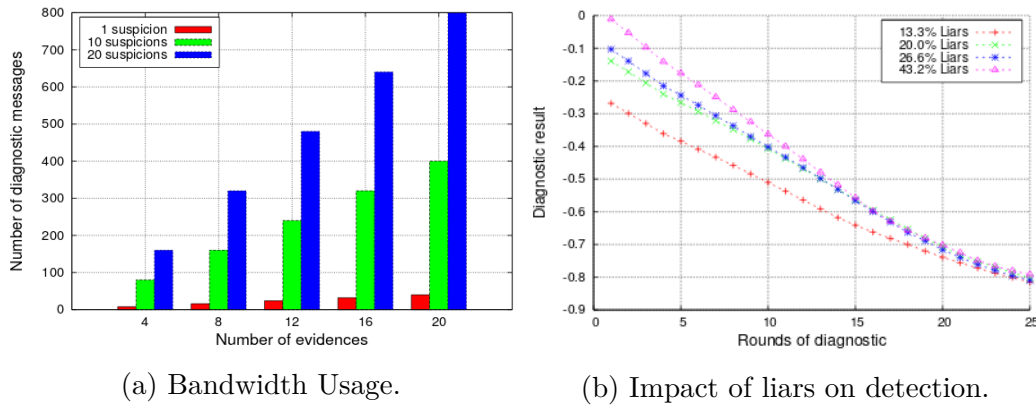 1 suspicion
10 suspicions
20 suspicions
800
700
600
500
400
300
200
100
0
Number of diagnostic messages
4 8 12 16 20
Number of evidences
(a) Bandwidth Usage.
13.3% Liars
20.0% Liars
26.6% Liars
43.2% Liars
0
-0.1
-0.2
-0.3
-0.4
-0.5
-0.6
-0.7
-0.8
-0.9
Diagnostic result
0 5 10 15 20 25
Rounds of diagnostic
(b) Impact of liars on detection.